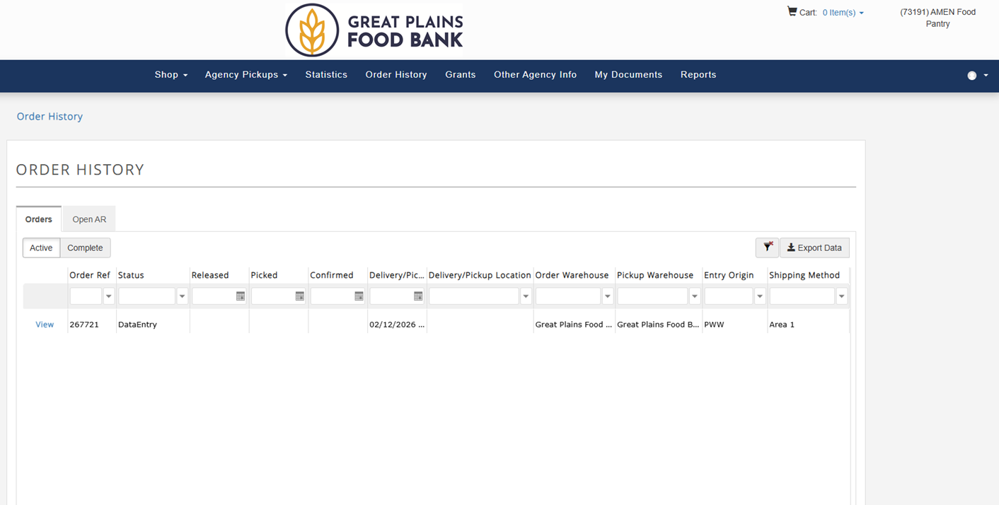 GREAT PLAINS
FOOD BANK
Cart: 0 Item(s)
(73191) AMEN Food
Pantry
Shop Agency Pickups Statistics Order History Grants Other Agency Info My Documents Reports
Order History
ORDER HISTORY
Orders Open AR
Active Complete Export Data
Order Ref Status Released Picked Confirmed Delivery/Pic... Delivery/Pickup Location Order Warehouse Pickup Warehouse Entry Origin Shipping Method
View 267721 DataEntry 02/12/2026 ... Great Plains Food ... Great Plains Food B... PWW Area 1